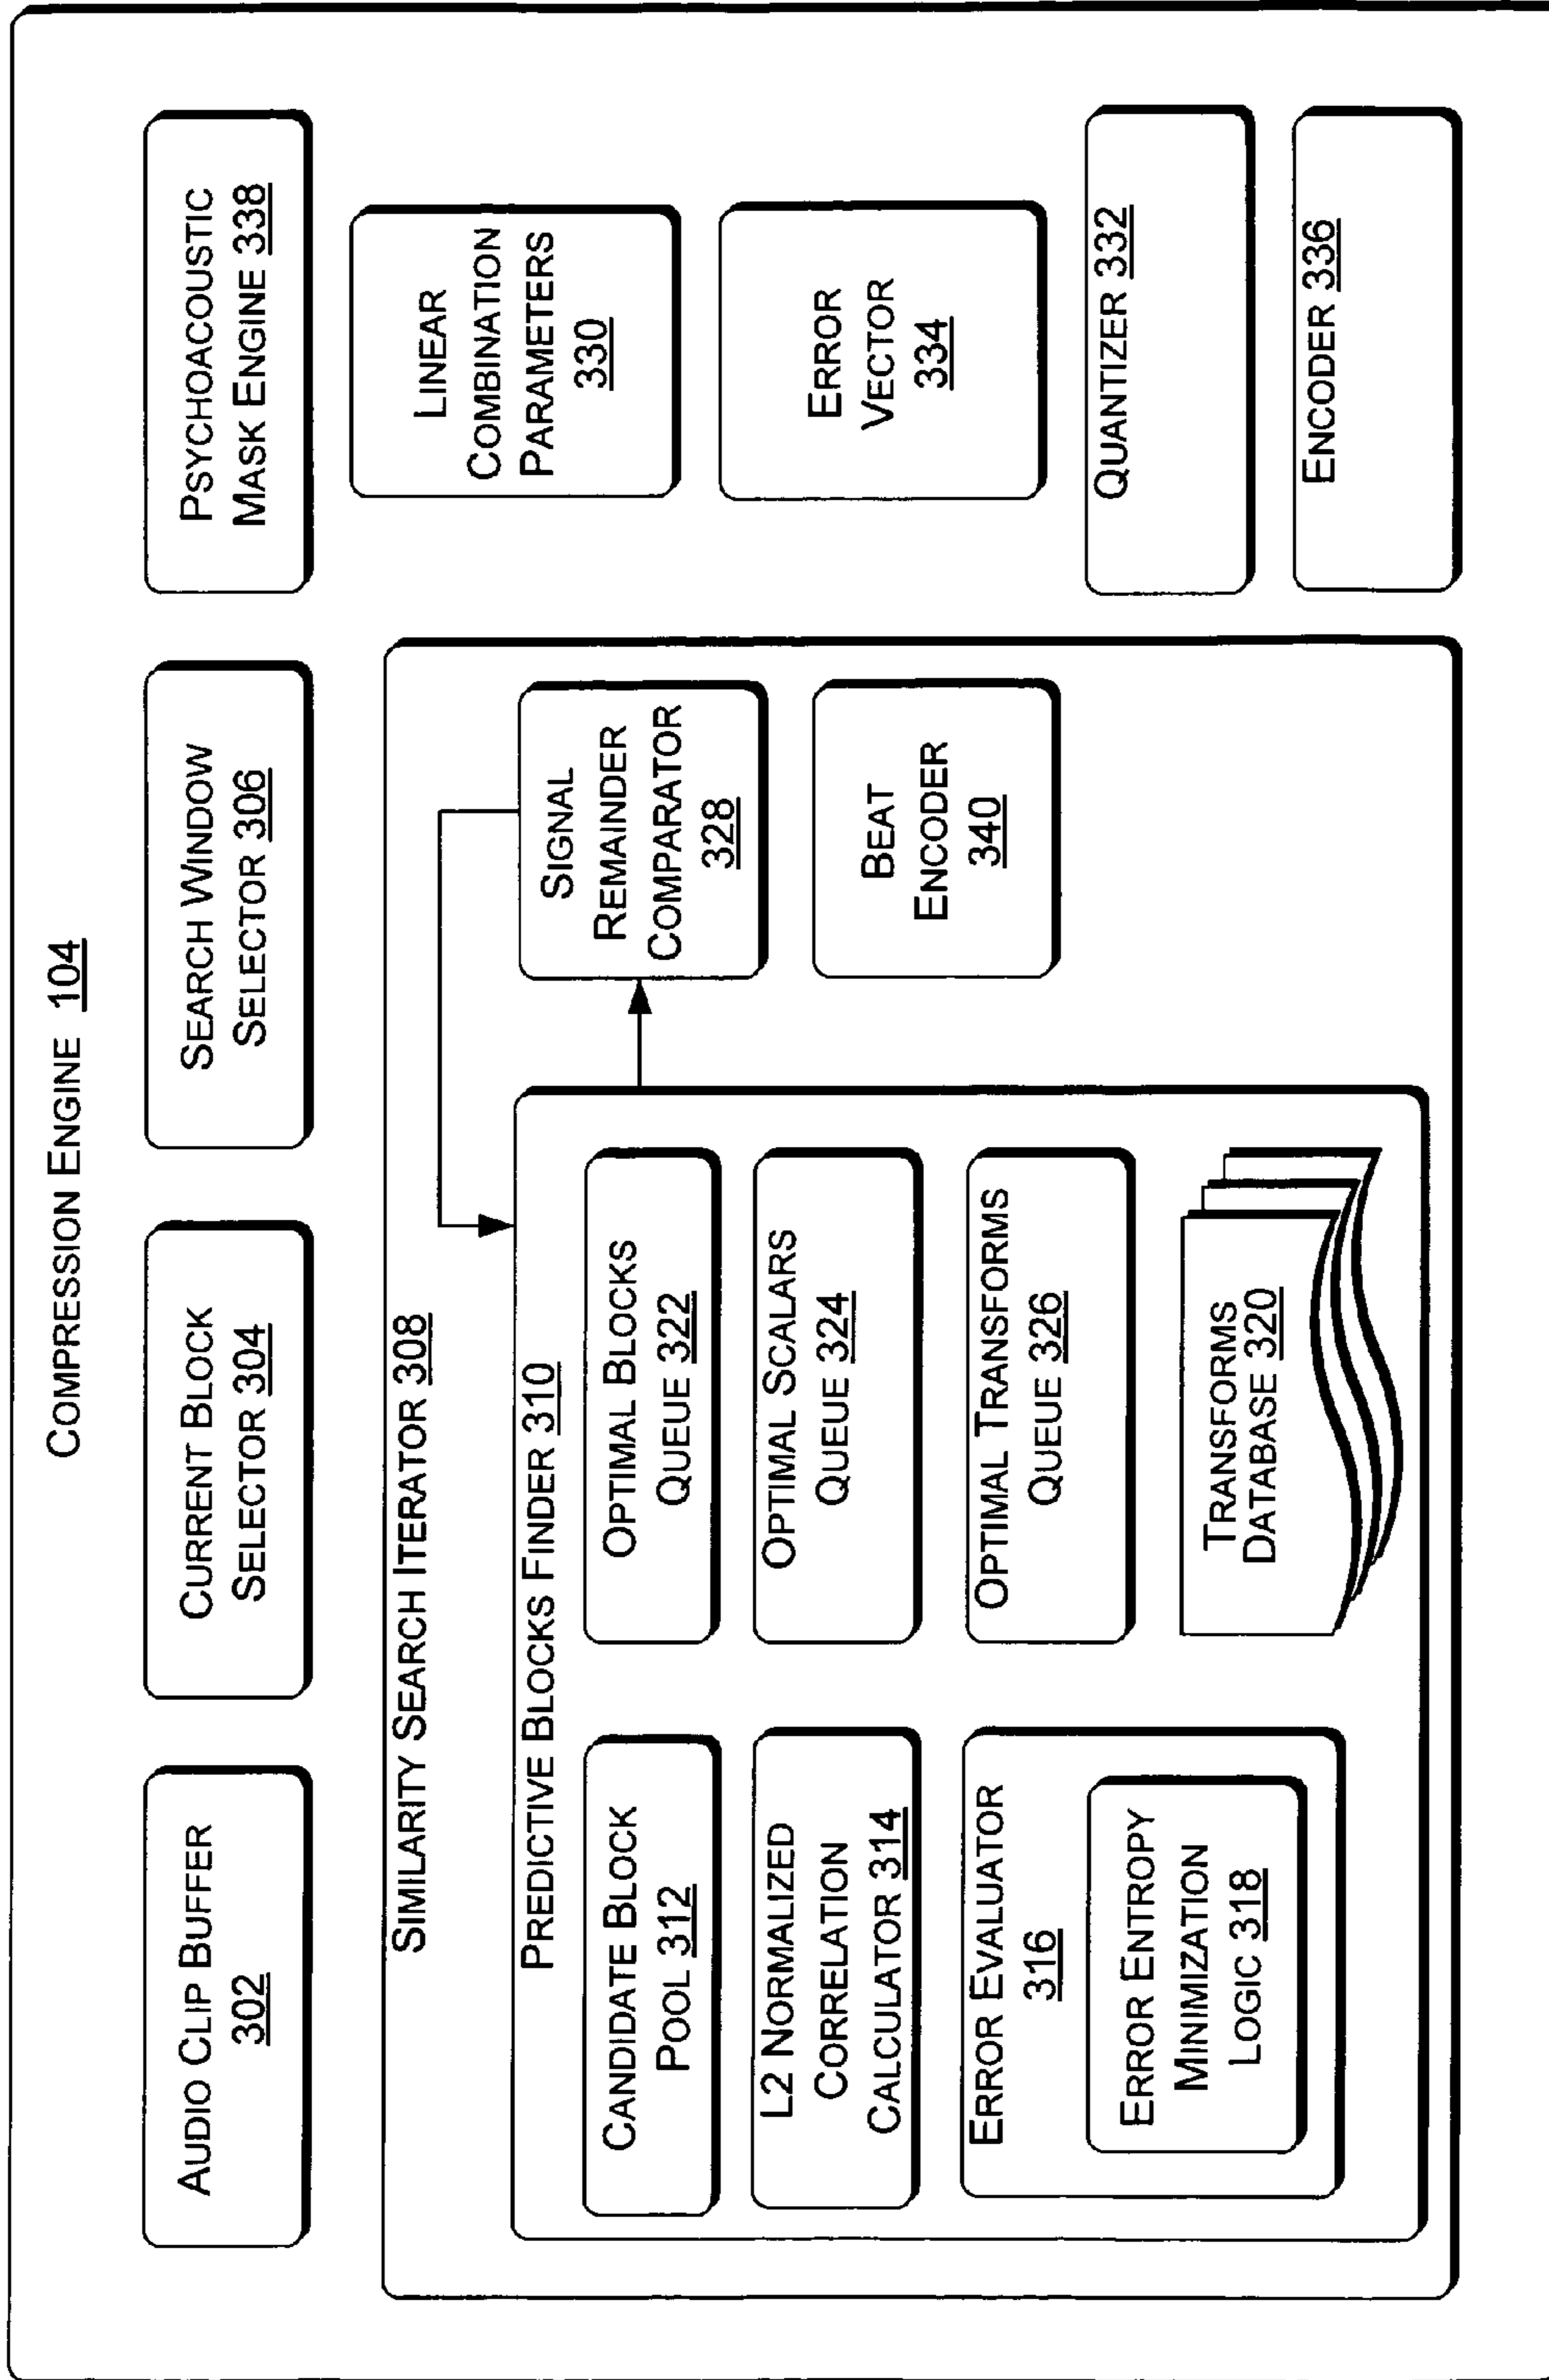 COMPRESSION ENGINE 104
AUDIO CLIP BUFFER
302
CURRENT BLOCK
SELECTOR 304
SEARCH WINDOW
SELECTOR 306
PSYCHOACOUSTIC
MASK ENGINE 338
SIMILARITY SEARCH ITERATOR 308
PREDICTIVE BLOCKS FINDER 310
CANDIDATE BLOCK
POOL 312
L2 NORMALIZED
CORRELATION
CALCULATOR 314
ERROR EVALUATOR
316
ERROR ENTROPY
MINIMIZATION
LOGIC 318
OPTIMAL BLOCKS
QUEUE 322
OPTIMAL SCALARS
QUEUE 324
OPTIMAL TRANSFORMS
QUEUE 326
TRANSFORMS
DATABASE 320
SIGNAL
REMAINDER
COMPARATOR
328
BEAT
ENCODER
340
LINEAR
COMBINATION
PARAMETERS
330
ERROR
VECTOR
334
QUANTIZER 332
ENCODER 336